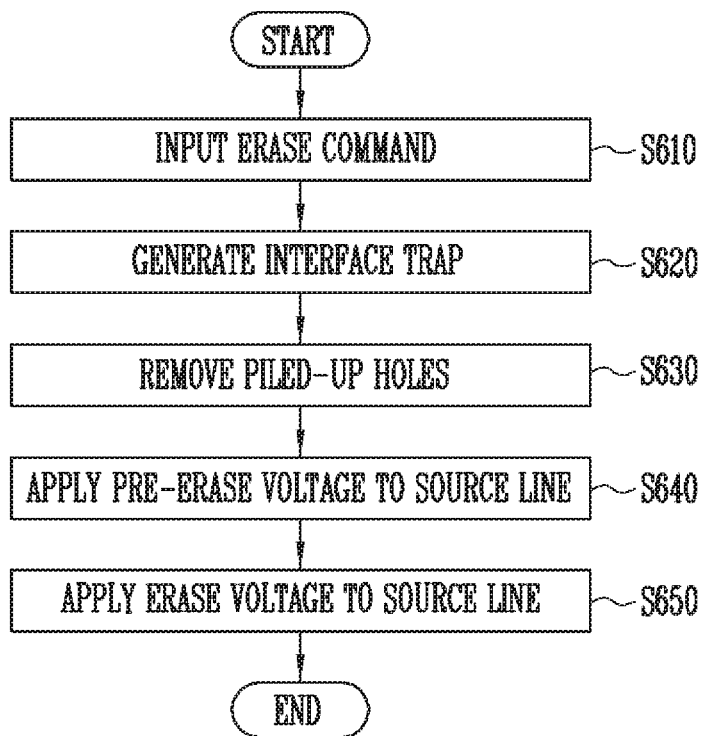 START
INPUT ERASE COMMAND
S610
GENERATE INTERFACE TRAP
S620
REMOVE PILED-UP HOLES
S630
APPLY PRE-ERASE VOLTAGE TO SOURCE LINE
S640
APPLY ERASE VOLTAGE TO SOURCE LINE
S650
END